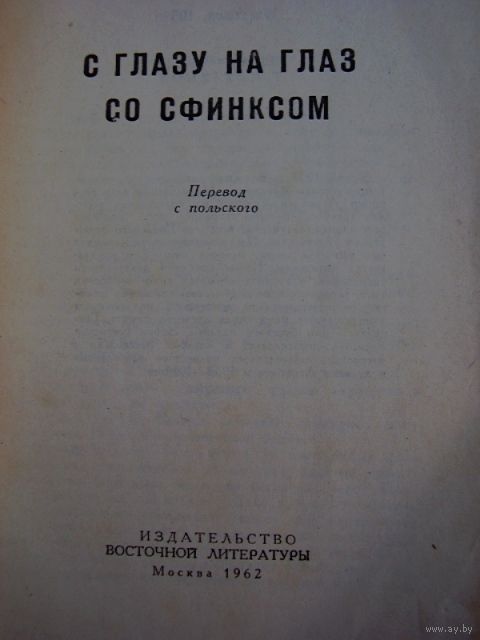 С ГЛАЗУ НА ГЛАЗ
СО СФИНКСОМ
Перевод
с польского
ИЗДАТЕЛЬСТВО
ВОСТОЧНОЙ ЛИТЕРАТУРЫ
Москва 1962
www.ay.by